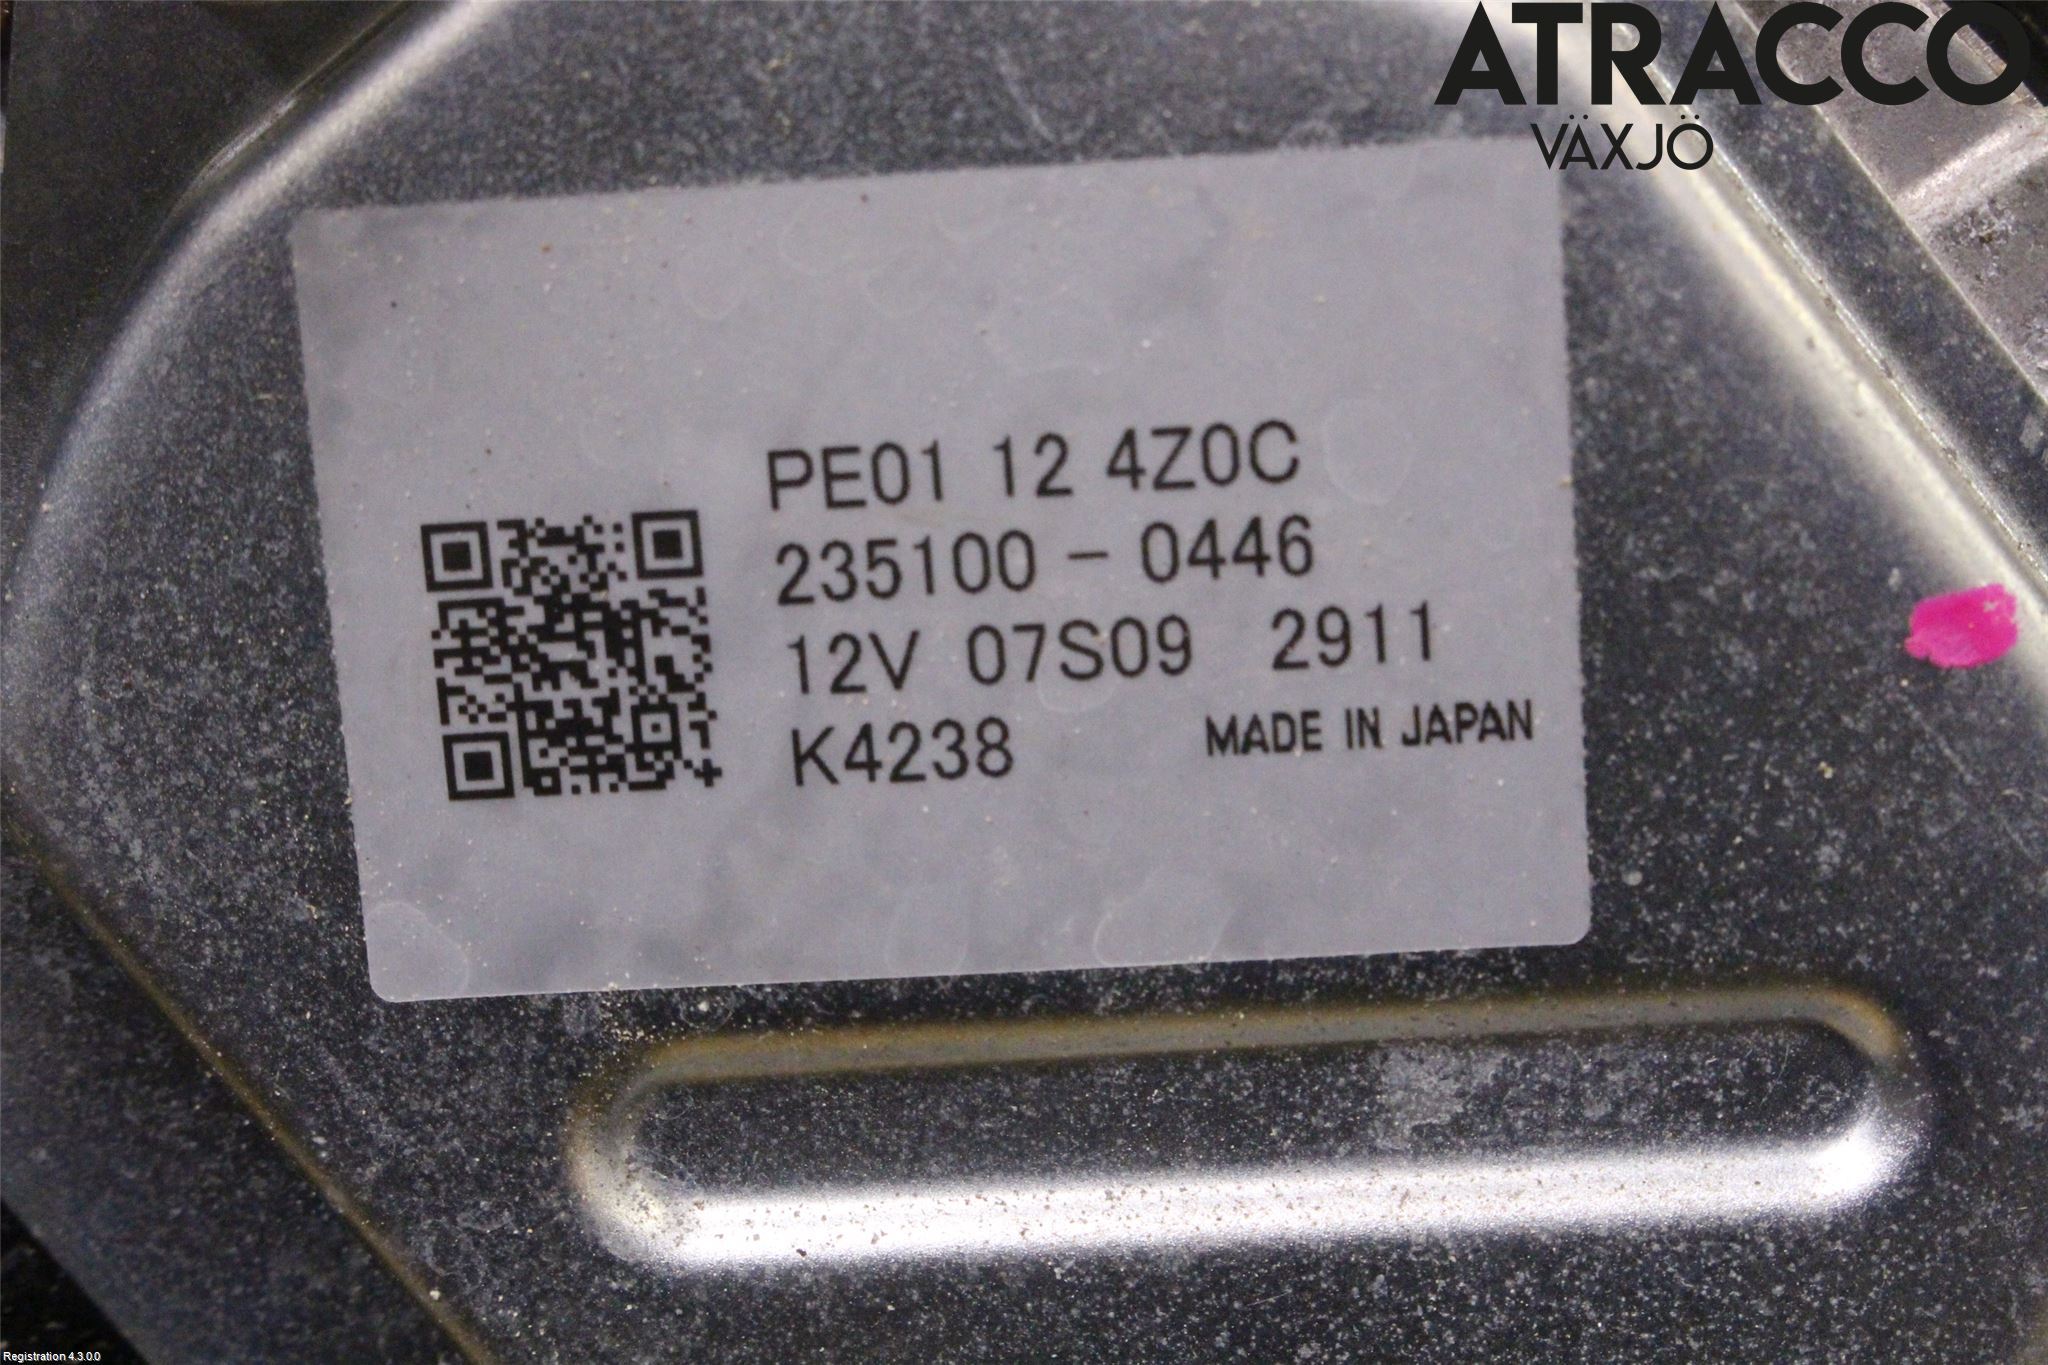 ATRACCO
VÄXJÖ
PE01 12 4Z0C
235100-0446
12V 07S09 2911
K4238 MADE IN JAPAN
Registration 4.3.0.0